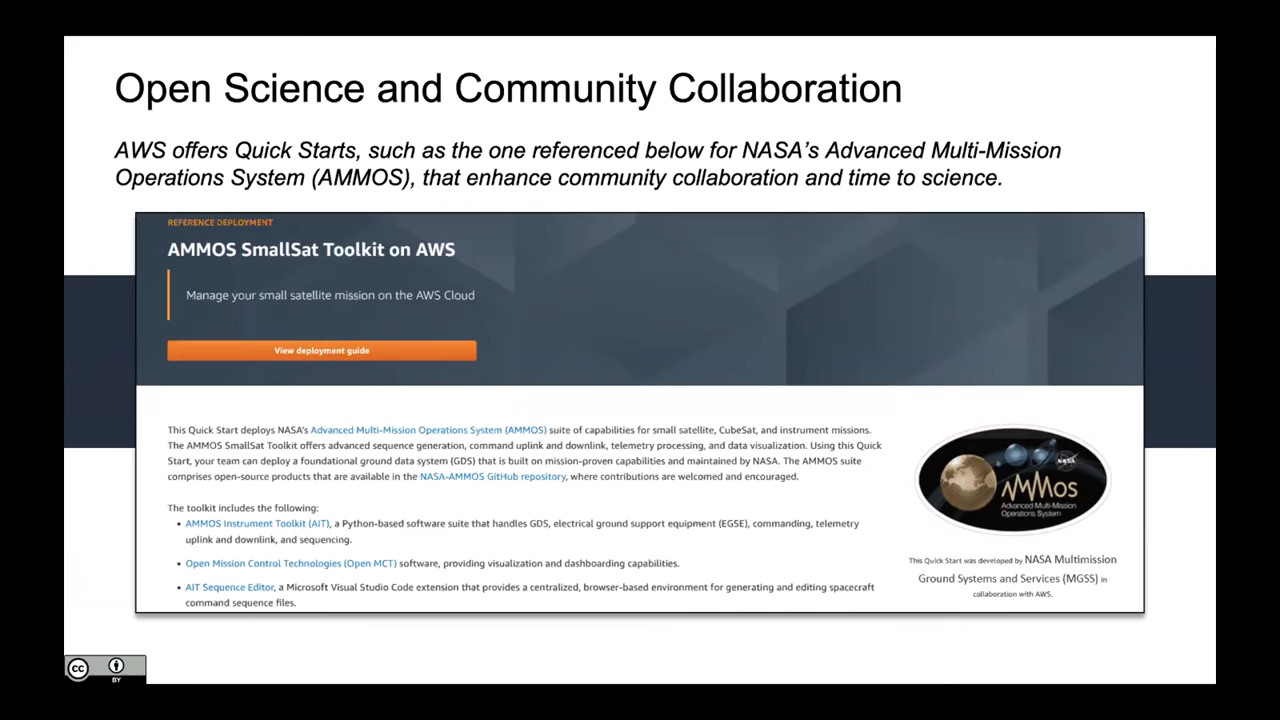 Open Science and Community Collaboration
AWS offers Quick Starts, such as the one referenced below for NASA's Advanced Multi-Mission
Operations System (AMMOS), that enhance community collaboration and time to science.
REFERENCE DEPLOYMENT
AMMOS SmallSat Toolkit on AWS
Manage your small satellite mission on the AWS Cloud
View deployment guide
This Quick Start deploys NASA's Advanced Multi-Mission Operations System (AMMOS) suite of capabilities for small satellite, CubeSat, and instrument missions.
The AMMOS SmallSat Toolkit offers advanced sequence generation, command uplink and downlink, telemetry processing, and data visualization. Using this Quick
Start, your team can deploy a foundational ground data system (GDS) that is built on mission-proven capabilities and maintained by NASA. The AMMOS suite
comprises open-source products that are available in the NASA-AMMOS GitHub repository, where contributions are welcomed and encouraged.
The toolkit includes the following:
• AMMOS Instrument Toolkit (AIT), a Python-based software suite that handles GDS, electrical ground support equipment (EGSE), commanding, telemetry
uplink and downlink, and sequencing.
• Open Mission Control Technologies (Open MCT) software, providing visualization and dashboarding capabilities.
• AIT Sequence Editor, a Microsoft Visual Studio Code extension that provides a centralized, browser-based environment for generating and editing spacecraft
command sequence files.
NASA
AMMOS
Advanced Multi-Mission
Operations System
This Quick Start was developed by NASA Multimission
Ground Systems and Services (MGSS) in
collaboration with AWS.
cc
BY